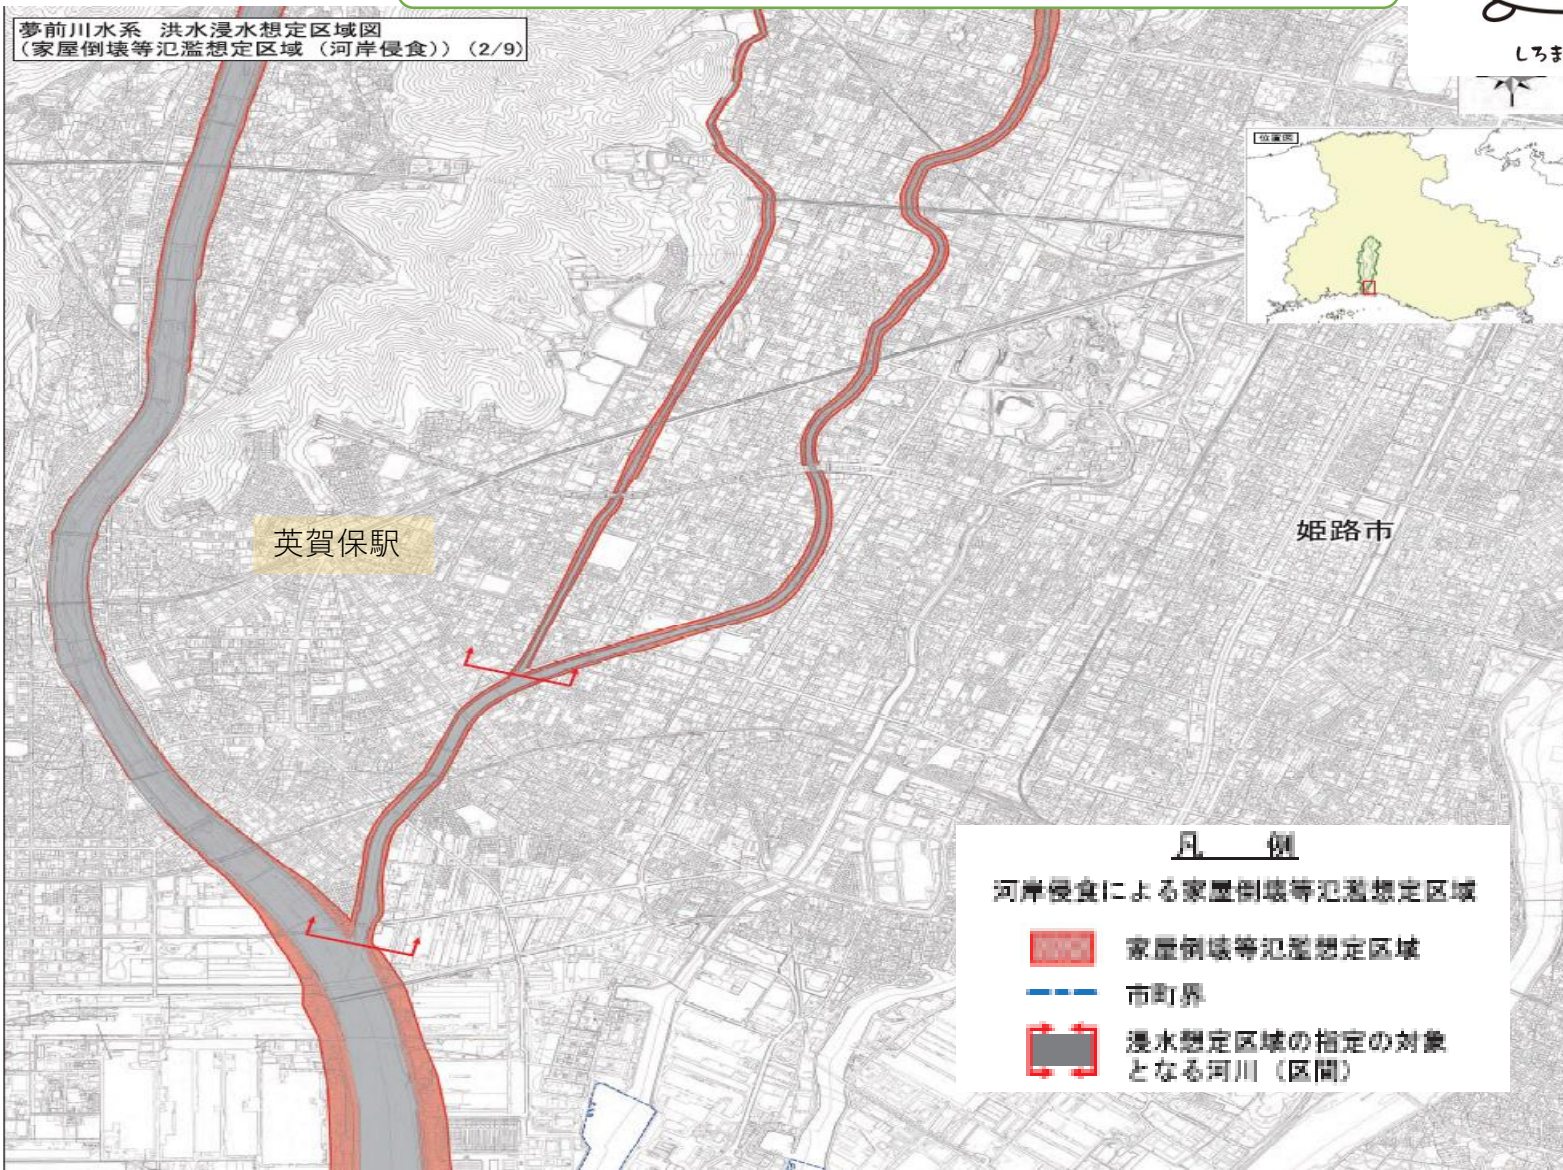 夢前川水系 洪水浸水想定区域図
(家屋倒壊等氾濫想定区域（河岸侵食）)(2/9)
しろま
位置図
英賀保駅
姫路市
凡 例
河岸侵食による家屋倒壊等氾濫想定区域
家屋倒壊等氾濫想定区域
市町界
浸水想定区域の指定の対象
となる河川（区間）